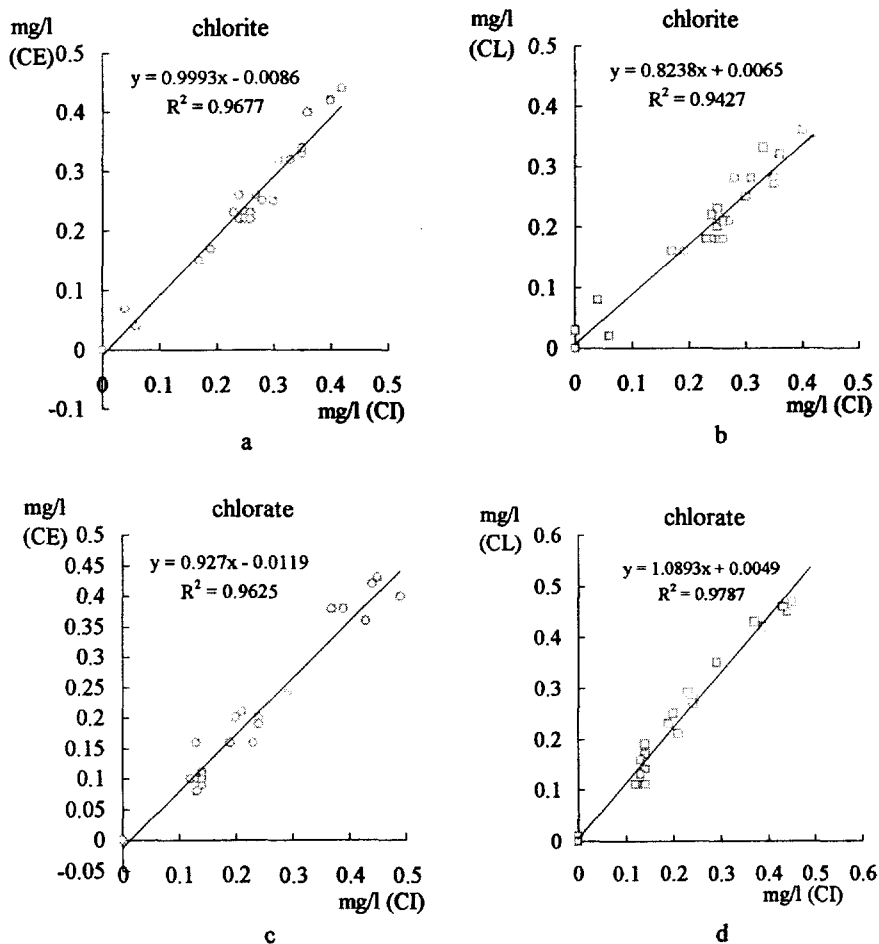 mg/l
(CE)
chlorite
y = 0.9993x - 0.0086
R² = 0.9677
0.5
0.4
0.3
0.2
0.1
0
-0.1
0 0.1 0.2 0.3 0.4 0.5
mg/l (CI)
a
mg/l
(CL)
chlorite
y = 0.8238x + 0.0065
R² = 0.9427
0.5
0.4
0.3
0.2
0.1
0
0 0.1 0.2 0.3 0.4 0.5
mg/l (CI)
b
mg/l
(CE)
chlorate
y = 0.927x - 0.0119
R² = 0.9625
0.5
0.45
0.4
0.35
0.3
0.25
0.2
0.15
0.1
0.05
0
-0.05
0 0.1 0.2 0.3 0.4 0.5
mg/l (CI)
c
mg/l
(CL)
chlorate
y = 1.0893x + 0.0049
R² = 0.9787
0.6
0.5
0.4
0.3
0.2
0.1
0
0 0.1 0.2 0.3 0.4 0.5 0.6
mg/l (CI)
d